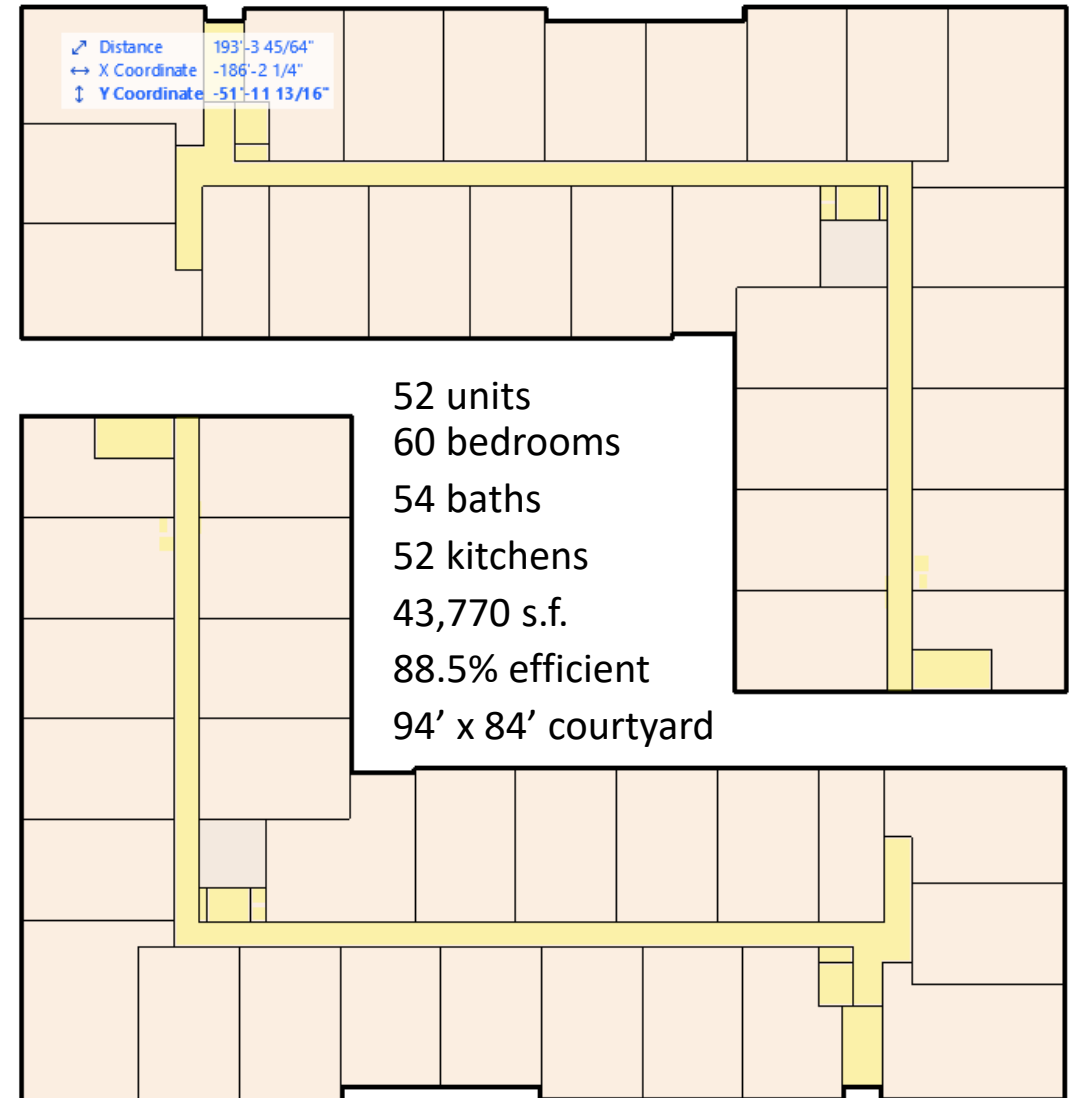 Distance 193'-3 45/64"
X Coordinate -186'-2 1/4"
Y Coordinate -51'-11 13/16"
52 units
60 bedrooms
54 baths
52 kitchens
43,770 s.f.
88.5% efficient
94’ x 84’ courtyard